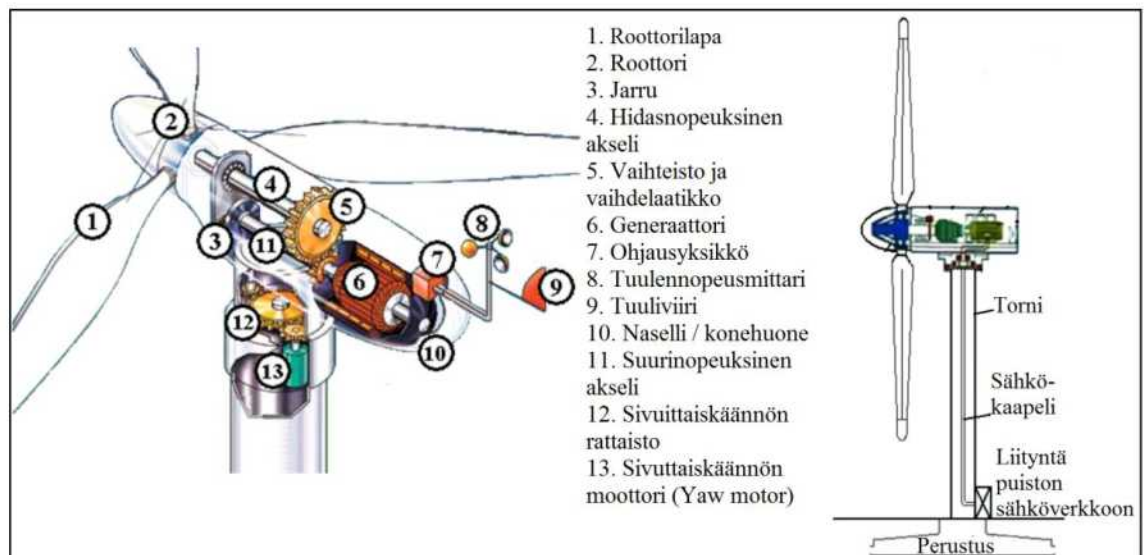 1. Roottorilapa
2. Roottori
3. Jarru
4. Hidasnopeuksinen
akseli
5. Vaihteisto ja
vaihdelaatikko
6. Generaattori
7. Ohjausyksikkö
8. Tuulennopeusmittari
9. Tuuliviiri
10. Naselli / konehuone
11. Suurinopeuksinen
akseli
12. Sivuittaiskäännön
rattaisto
13. Sivuttaiskäännön
moottori (Yaw motor)
1
2
3
4
5
6
7
8
9
10
11
12
13
Torni
Sähkö-
kaapeli
Liityntä
puiston
sähköverkkoon
Perustus